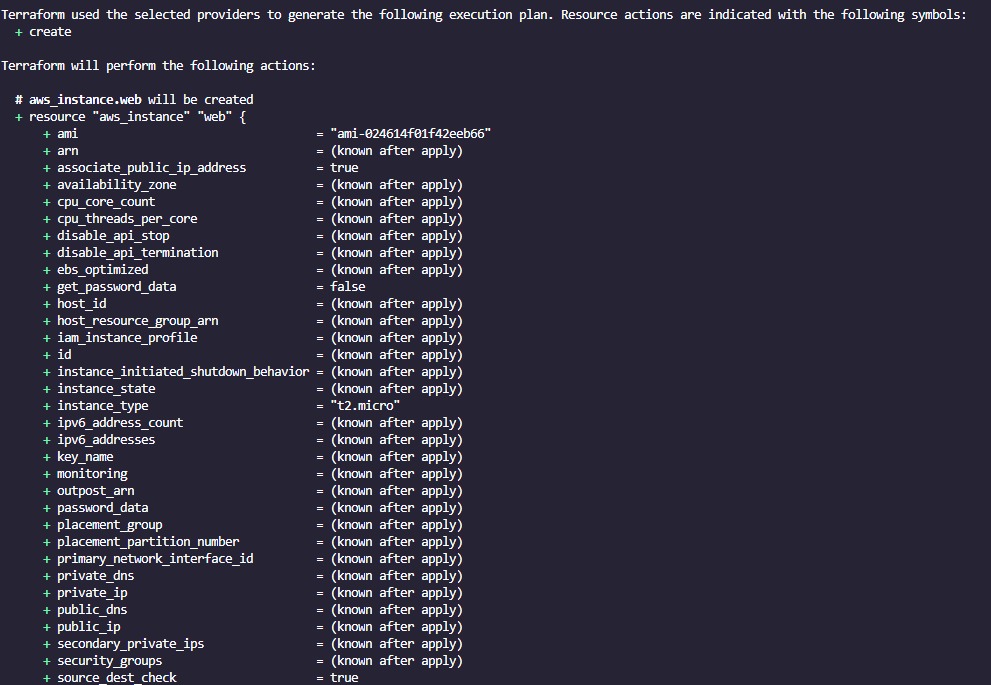 Terraform used the selected providers to generate the following execution plan. Resource actions are indicated with the following symbols:
  + create

Terraform will perform the following actions:

  # aws_instance.web will be created
  + resource "aws_instance" "web" {
      + ami                                  = "ami-024614f01f42eeb66"
      + arn                                  = (known after apply)
      + associate_public_ip_address          = true
      + availability_zone                    = (known after apply)
      + cpu_core_count                       = (known after apply)
      + cpu_threads_per_core                 = (known after apply)
      + disable_api_stop                     = (known after apply)
      + disable_api_termination              = (known after apply)
      + ebs_optimized                        = (known after apply)
      + get_password_data                    = false
      + host_id                              = (known after apply)
      + host_resource_group_arn              = (known after apply)
      + iam_instance_profile                 = (known after apply)
      + id                                   = (known after apply)
      + instance_initiated_shutdown_behavior = (known after apply)
      + instance_state                       = (known after apply)
      + instance_type                        = "t2.micro"
      + ipv6_address_count                   = (known after apply)
      + ipv6_addresses                       = (known after apply)
      + key_name                             = (known after apply)
      + monitoring                           = (known after apply)
      + outpost_arn                          = (known after apply)
      + password_data                        = (known after apply)
      + placement_group                      = (known after apply)
      + placement_partition_number           = (known after apply)
      + primary_network_interface_id         = (known after apply)
      + private_dns                          = (known after apply)
      + private_ip                           = (known after apply)
      + public_dns                           = (known after apply)
      + public_ip                            = (known after apply)
      + secondary_private_ips                = (known after apply)
      + security_groups                      = (known after apply)
      + source_dest_check                    = true